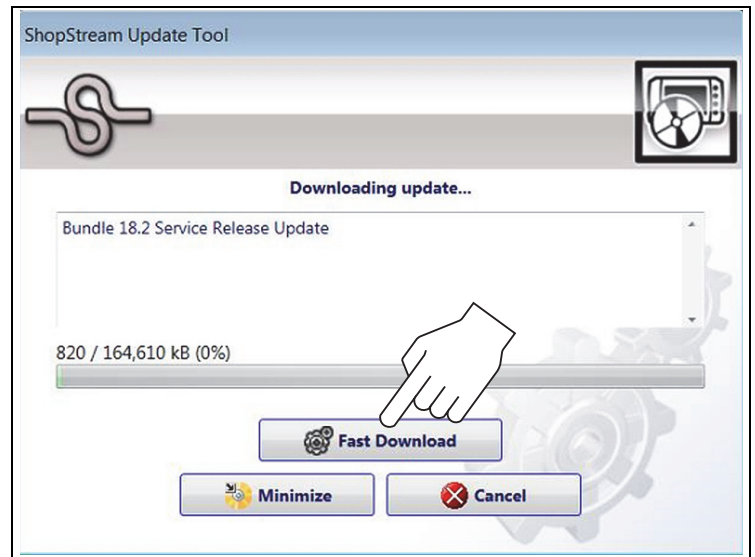 ShopStream Update Tool
Downloading update...
Bundle 18.2 Service Release Update
820 / 164,610 kB (0%)
Fast Download
Minimize
Cancel